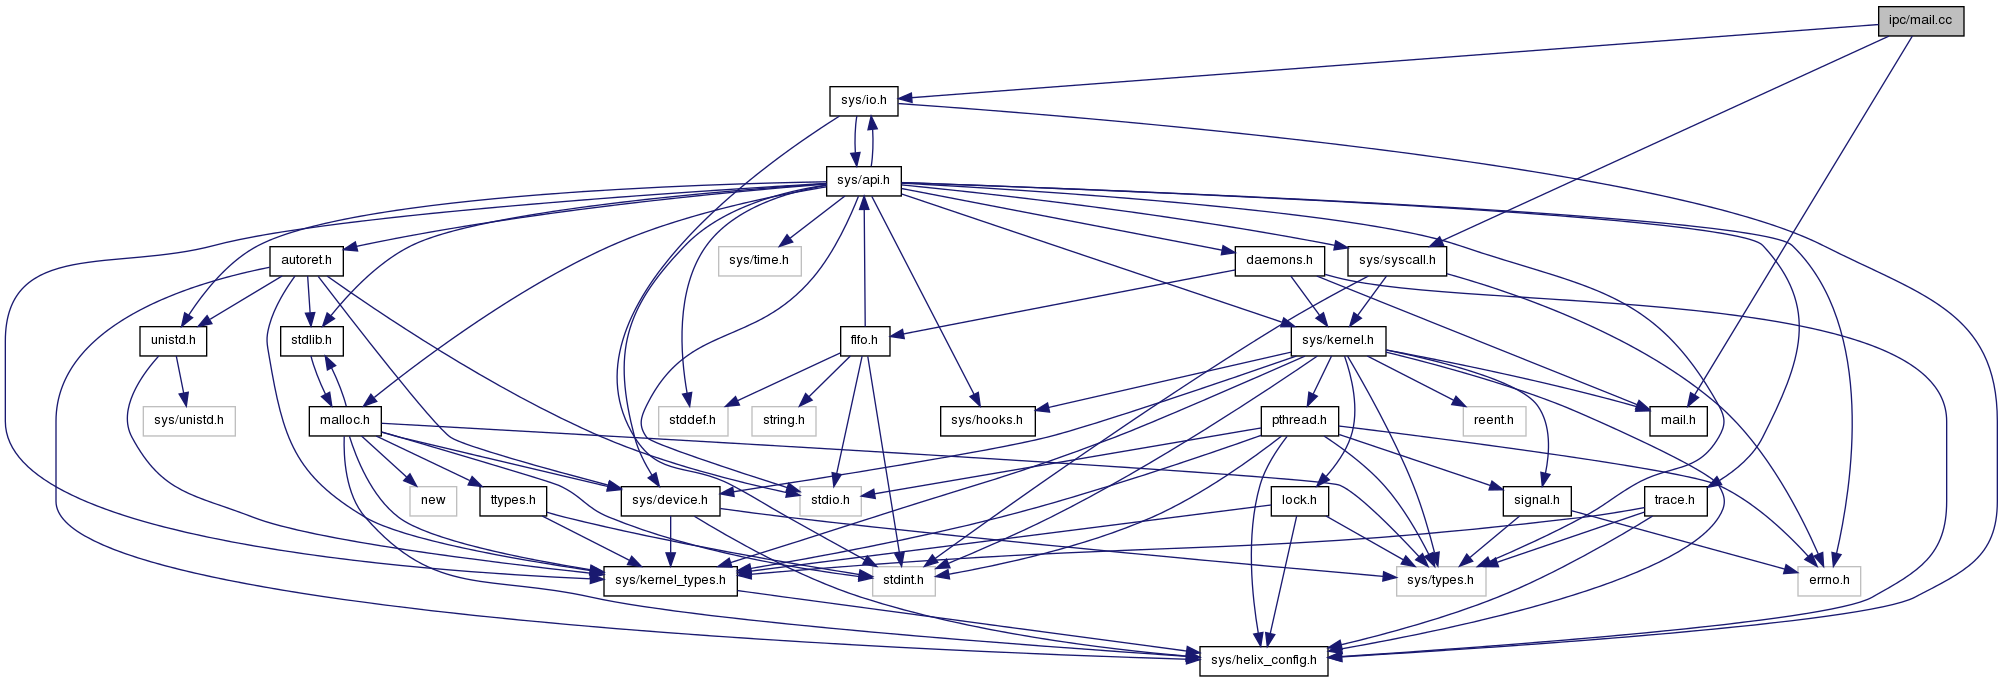 ipc/mail.cc
sys/io.h
sys/api.h
autoret.h
sys/time.h
daemons.h
sys/syscall.h
unistd.h
stdlib.h
fifo.h
sys/kernel.h
sys/unistd.h
malloc.h
stddef.h
string.h
sys/hooks.h
pthread.h
reent.h
mail.h
new
ttypes.h
sys/device.h
stdio.h
lock.h
signal.h
trace.h
sys/kernel_types.h
stdint.h
sys/types.h
errno.h
sys/helix_config.h